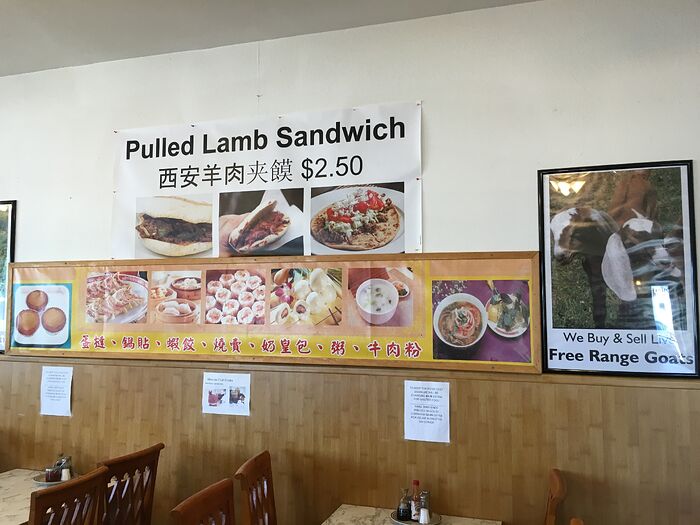 Pulled Lamb Sandwich
西安羊肉夹馍 $2.50
蛋撻、鍋貼、蝦餃、燒賣、奶皇包、粥、牛肉粉
We Buy & Sell Live
Free Range Goats